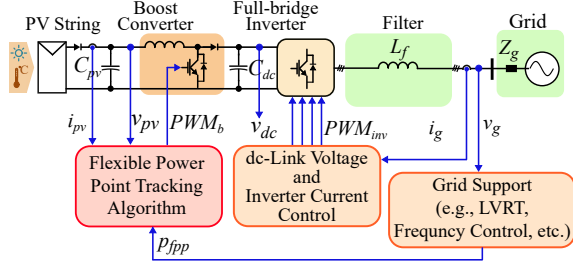 PV String
Boost
Converter
Full-bridge
Inverter
Filter
Grid
°C
C_pv
C_dc
L_f
Z_g
i_pv
v_pv
PWM_b
v_dc
PWM_inv
i_g
v_g
Flexible Power
Point Tracking
Algorithm
dc-Link Voltage
and
Inverter Current
Control
Grid Support
(e.g., LVRT,
Frequncy Control, etc.)
p_fpp